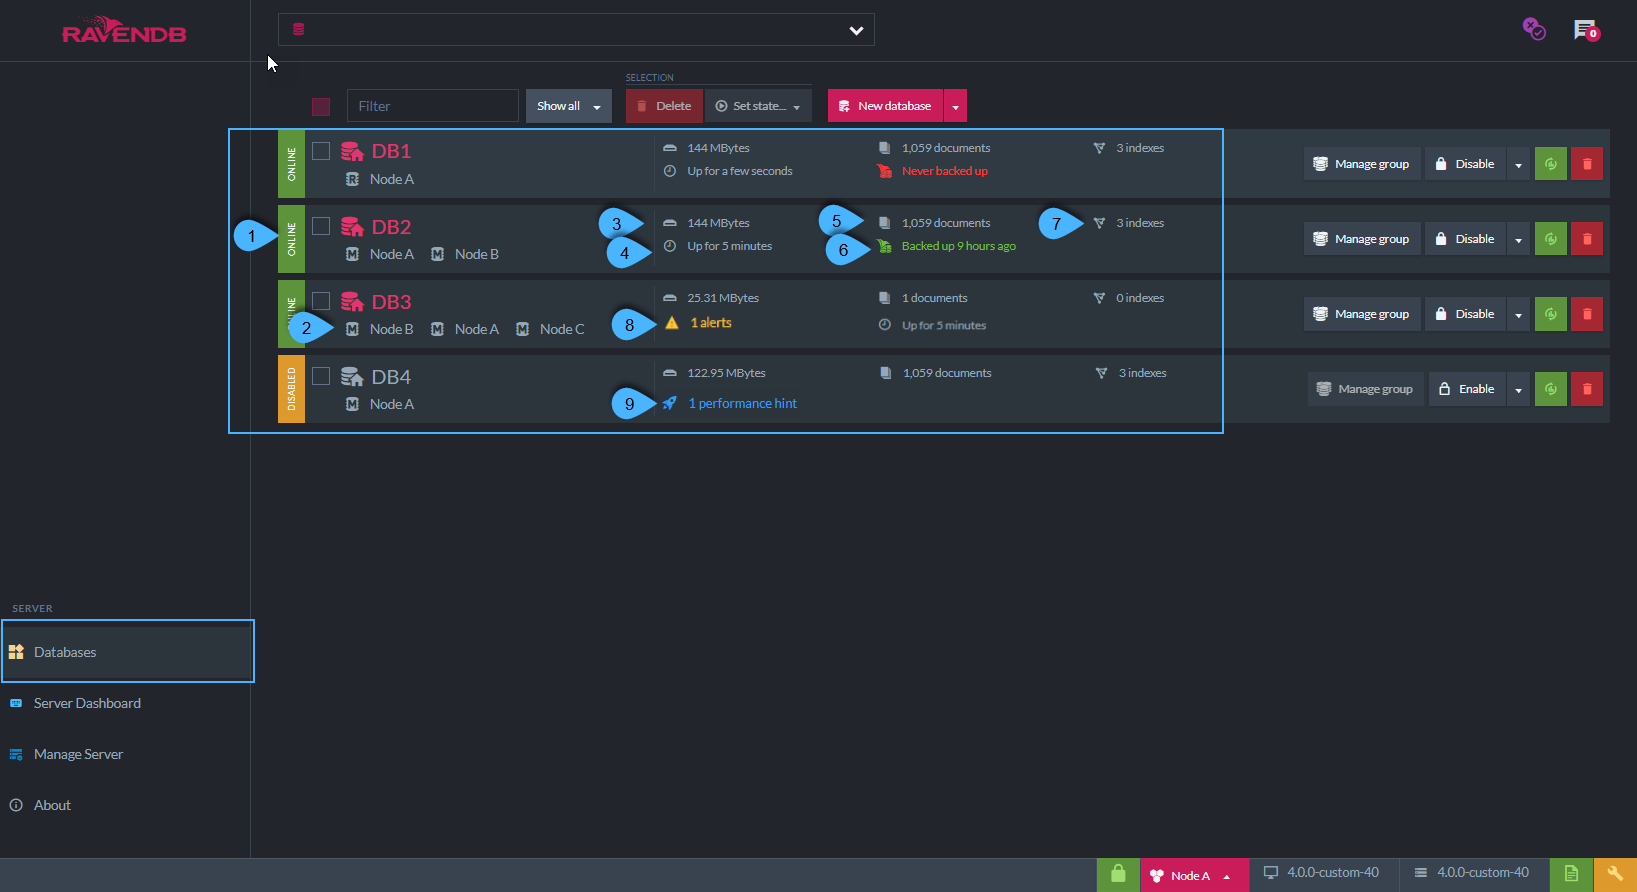 RAVENDB
0
SELECTION
Filter
Show all
Delete
Set state...
New database
ONLINE
DB1
Node A
144 MBytes
Up for a few seconds
1,059 documents
Never backed up
3 indexes
Manage group
Disable
1
ONLINE
DB2
Node A
Node B
3
144 MBytes
4
Up for 5 minutes
5
1,059 documents
6
Backed up 9 hours ago
7
3 indexes
Manage group
Disable
ONLINE
DB3
2
Node B
Node A
Node C
25.31 MBytes
8
1 alerts
1 documents
Up for 5 minutes
0 indexes
Manage group
Disable
DISABLED
DB4
Node A
122.95 MBytes
9
1 performance hint
1,059 documents
3 indexes
Manage group
Enable
SERVER
Databases
Server Dashboard
Manage Server
About
Node A
4.0.0-custom-40
4.0.0-custom-40